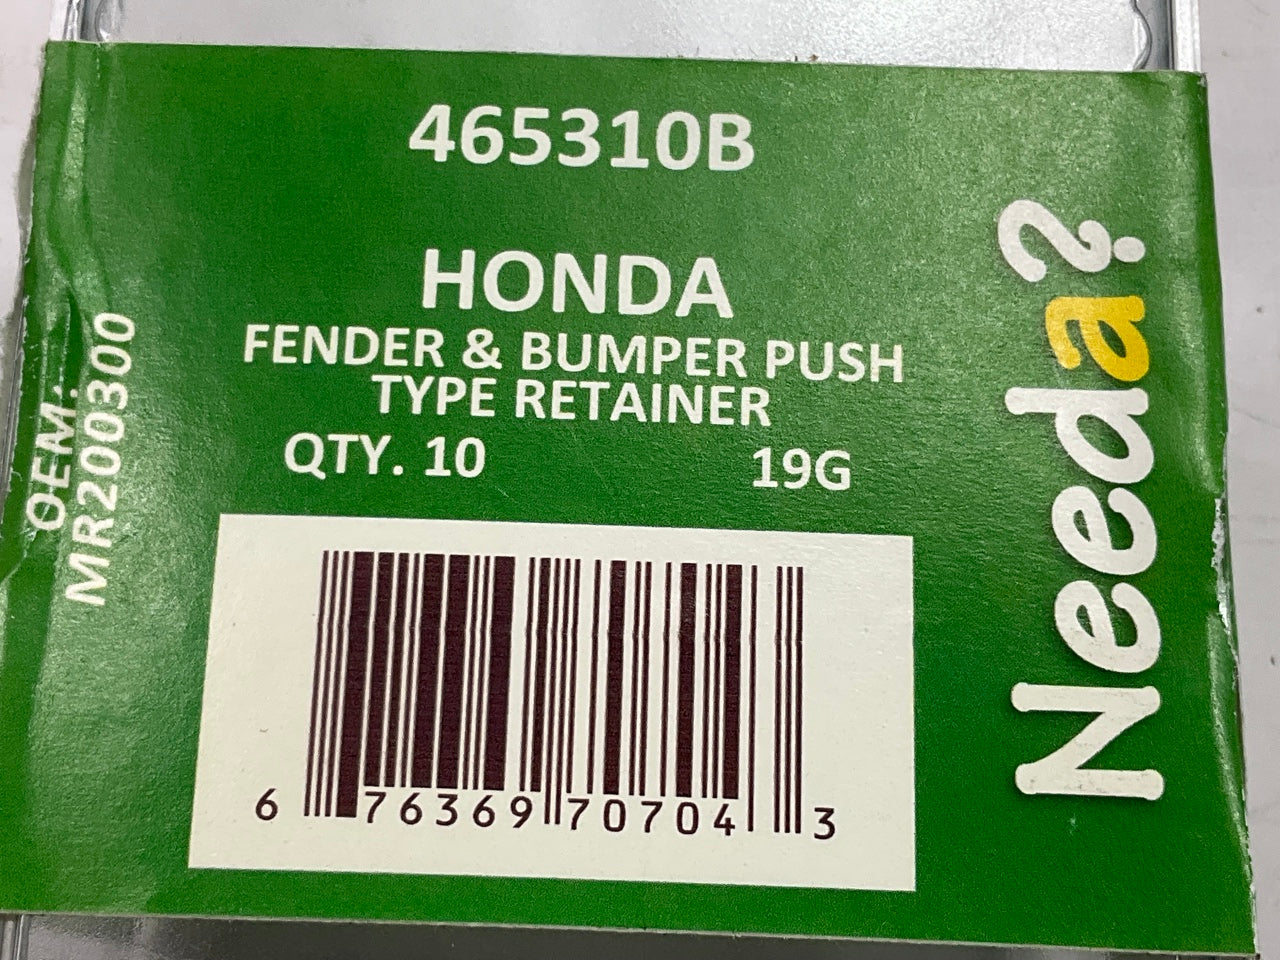 465310B
HONDA
FENDER & BUMPER PUSH
TYPE RETAINER
QTY. 10 19G
6 76369 70704 3
OEM:
MR200300
Needa?